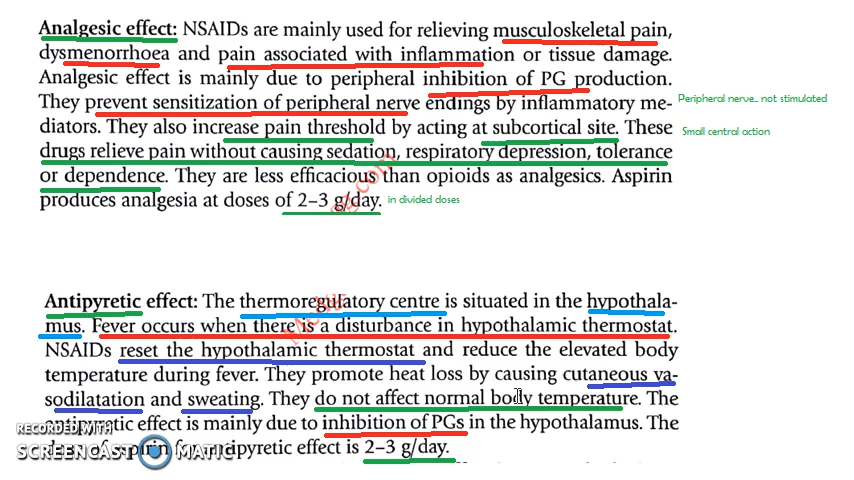 Analgesic effect: NSAIDs are mainly used for relieving musculoskeletal pain,
dysmenorrhoea and pain associated with inflammation or tissue damage.
Analgesic effect is mainly due to peripheral inhibition of PG production.
They prevent sensitization of peripheral nerve endings by inflammatory me-
Peripheral nerve.. not stimulated
diators. They also increase pain threshold by acting at subcortical site. These
Small central action
drugs relieve pain without causing sedation, respiratory depression, tolerance
or dependence. They are less efficacious than opioids as analgesics. Aspirin
produces analgesia at doses of 2–3 g/day.
in divided doses
Antipyretic effect: The thermoregulatory centre is situated in the hypothala-
mus. Fever occurs when there is a disturbance in hypothalamic thermostat.
NSAIDs reset the hypothalamic thermostat and reduce the elevated body
temperature during fever. They promote heat loss by causing cutaneous va-
sodilatation and sweating. They do not affect normal body temperature. The
antipyretic effect is mainly due to inhibition of PGs in the hypothalamus. The
of aspirin for antipyretic effect is 2–3 g/day.
RECORDED WITH
SCREENCAST MATIC